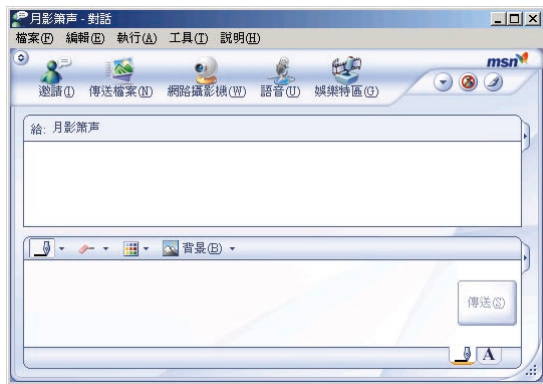 月影簫声 - 對話
檔案(F) 編輯(E) 執行(A) 工具(T) 說明(H)
msn
邀請(I) 傳送檔案(N) 網路攝影機(W) 語音(U) 娛樂特區(G)
給: 月影簫声
背景(B)
傳送(S)
A